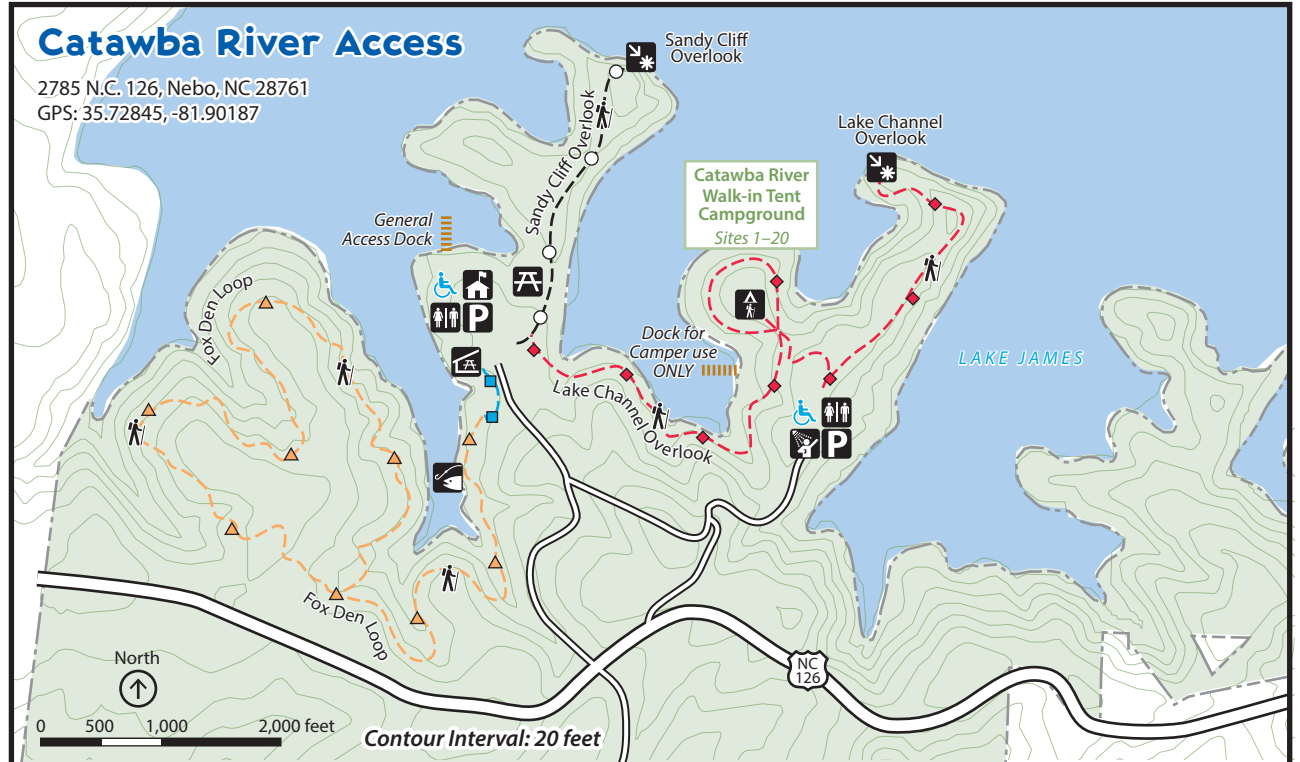 Catawba River Access
2785 N.C. 126, Nebo, NC 28761
GPS: 35.72845, -81.90187
Sandy Cliff
Overlook
Sandy Cliff Overlook
Lake Channel
Overlook
Catawba River
Walk-in Tent
Campground
Sites 1–20
General
Access Dock
P
Fox Den Loop
Dock for
Camper use
ONLY
LAKE JAMES
Lake Channel Overlook
P
Fox Den Loop
NC
126
North
0 500 1,000 2,000 feet
Contour Interval: 20 feet